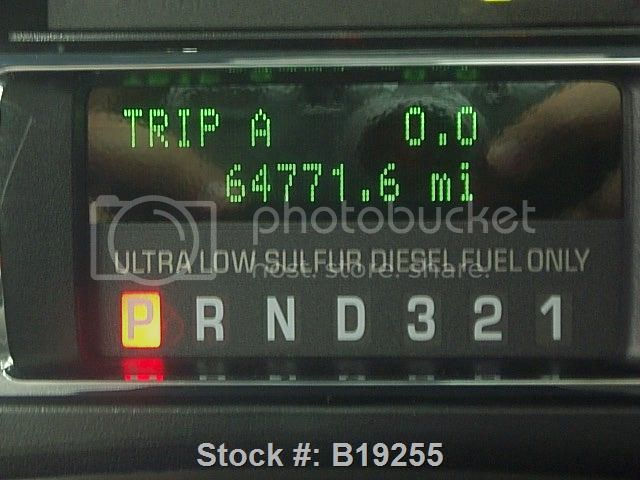 TRIP A 0.0
64771.6 mi
photobucket
ULTRA LOW SULFUR DIESEL FUEL ONLY
host. store. share.
P R N D 3 2 1
Stock #: B19255